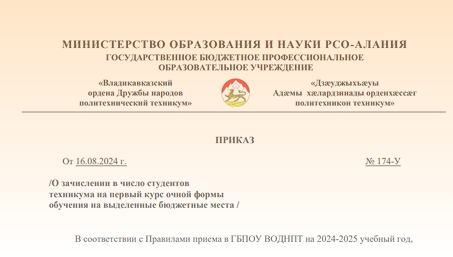 МИНИСТЕРСТВО ОБРАЗОВАНИЯ И НАУКИ РСО-АЛАНИЯ
ГОСУДАРСТВЕННОЕ БЮДЖЕТНОЕ ПРОФЕССИОНАЛЬНОЕ
ОБРАЗОВАТЕЛЬНОЕ УЧРЕЖДЕНИЕ
«Владикавказский
ордена Дружбы народов
политехнический техникум»
«Дзæуджыхъæуы
Адæмы хæлардзинады орденхæссæг
политехникон техникум»
ПРИКАЗ
От 16.08.2024 г. № 174-У
/О зачислении в число студентов
техникума на первый курс очной формы
обучения на выделенные бюджетные места /
В соответствии с Правилами приема в ГБПОУ ВОДНПТ на 2024-2025 учебный год,